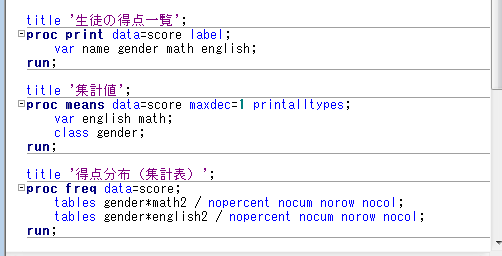 title '生徒の得点一覧';
proc print data=score label;
var name gender math english;
run;
title '集計値';
proc means data=score maxdec=1 printalltypes;
var english math;
class gender;
run;
title '得点分布（集計表）';
proc freq data=score;
tables gender*math2 / nopercent nocum norow nocol;
tables gender*english2 / nopercent nocum norow nocol;
run;